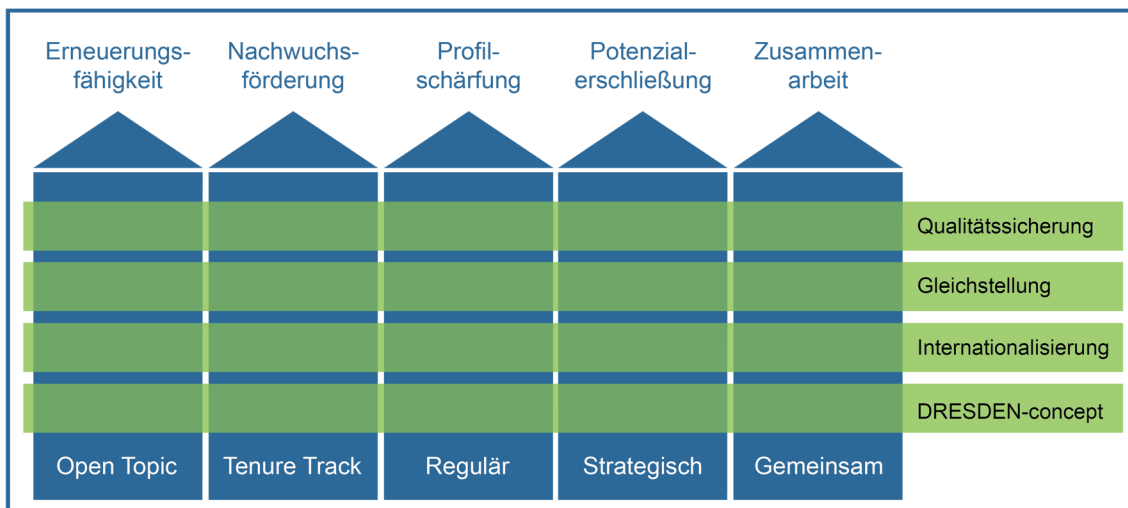 Erneuerungs-
fähigkeit
Nachwuchs-
förderung
Profil-
schärfung
Potenzial-
erschließung
Zusammen-
arbeit
Qualitätssicherung
Gleichstellung
Internationalisierung
DRESDEN-concept
Open Topic
Tenure Track
Regulär
Strategisch
Gemeinsam